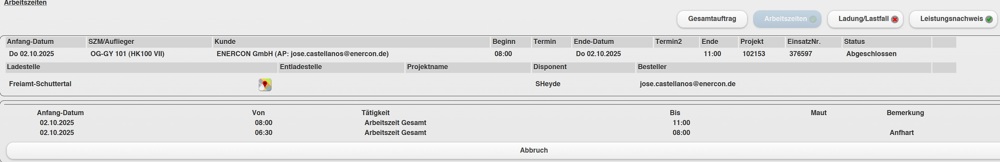 Arbeitszeiten
Gesamtauftrag Arbeitszeiten Ladung/Lastfall Leistungsnachweis
Anfang-Datum SZM/Auflieger Kunde Beginn Termin Ende-Datum Termin2 Ende Projekt EinsatzNr. Status
Do 02.10.2025 OG-GY 101 (HK100 VII) ENERCON GmbH (AP: jose.castellanos@enercon.de) 08:00 Do 02.10.2025 11:00 102153 376597 Abgeschlossen
Ladestelle Entladestelle Projektname Disponent Besteller
Freiamt-Schuttertal SHeyde jose.castellanos@enercon.de
Anfang-Datum Von Tätigkeit Bis Maut Bemerkung
02.10.2025 08:00 Arbeitszeit Gesamt 11:00
02.10.2025 06:30 Arbeitszeit Gesamt 08:00 Anfhart
Abbruch